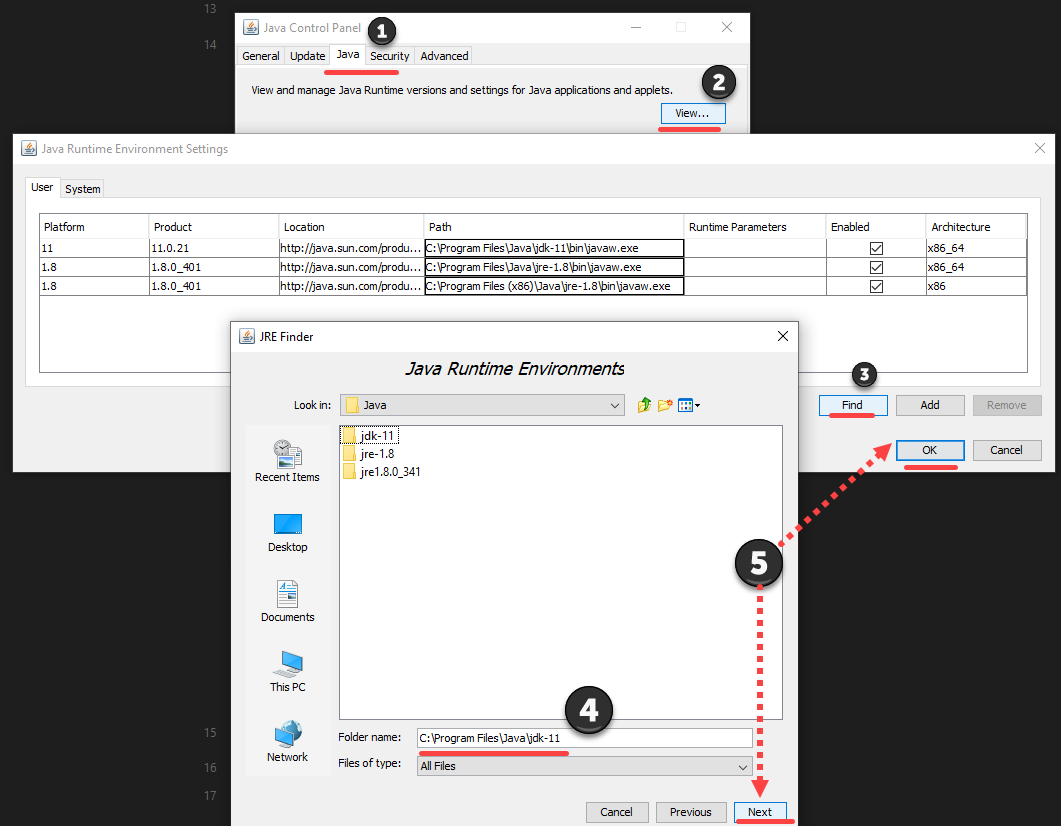 13
Java Control Panel
1
14
General Update Java Security Advanced
2
View and manage Java Runtime versions and settings for Java applications and applets.
View...
Java Runtime Environment Settings
User System
Platform Product Location Path Runtime Parameters Enabled Architecture
11 11.0.21 http://java.sun.com/produ... C:\Program Files\Java\jdk-11\bin\javaw.exe x86_64
1.8 1.8.0_401 http://java.sun.com/produ... C:\Program Files\Java\jre-1.8\bin\javaw.exe x86_64
1.8 1.8.0_401 http://java.sun.com/produ... C:\Program Files (x86)\Java\jre-1.8\bin\javaw.exe x86
3
Find Add Remove
OK Cancel
JRE Finder
Java Runtime Environments
Look in: Java
jdk-11
jre-1.8
jre1.8.0_341
Recent Items
Desktop
Documents
This PC
Network
5
4
15
Folder name: C:\Program Files\Java\jdk-11
16
Files of type: All Files
17
Cancel Previous Next